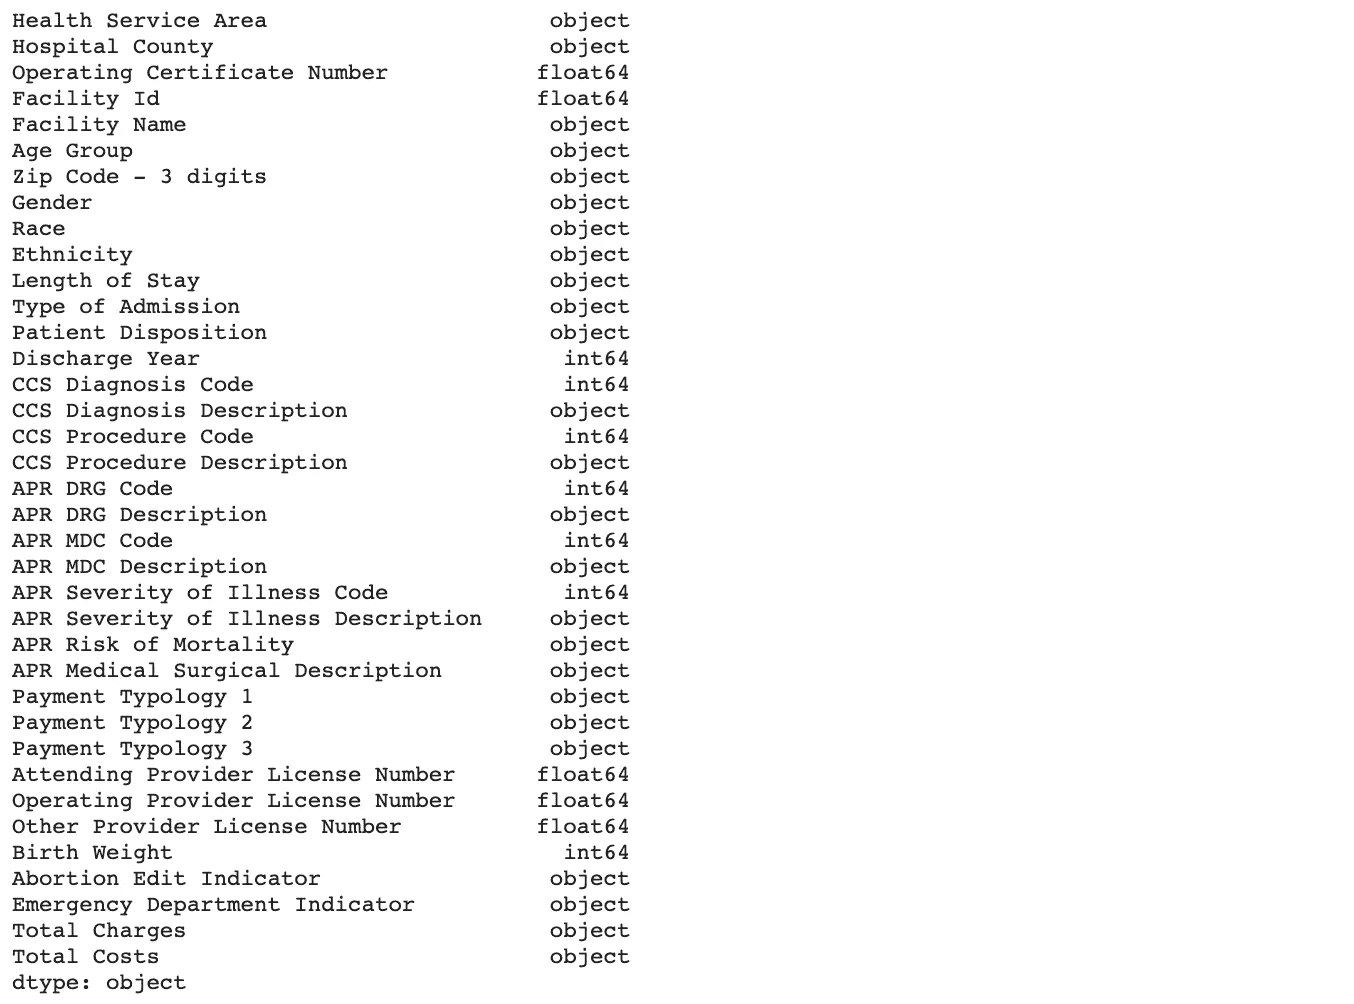 Health Service Area object
Hospital County object
Operating Certificate Number float64
Facility Id float64
Facility Name object
Age Group object
Zip Code - 3 digits object
Gender object
Race object
Ethnicity object
Length of Stay object
Type of Admission object
Patient Disposition object
Discharge Year int64
CCS Diagnosis Code int64
CCS Diagnosis Description object
CCS Procedure Code int64
CCS Procedure Description object
APR DRG Code int64
APR DRG Description object
APR MDC Code int64
APR MDC Description object
APR Severity of Illness Code int64
APR Severity of Illness Description object
APR Risk of Mortality object
APR Medical Surgical Description object
Payment Typology 1 object
Payment Typology 2 object
Payment Typology 3 object
Attending Provider License Number float64
Operating Provider License Number float64
Other Provider License Number float64
Birth Weight int64
Abortion Edit Indicator object
Emergency Department Indicator object
Total Charges object
Total Costs object
dtype: object